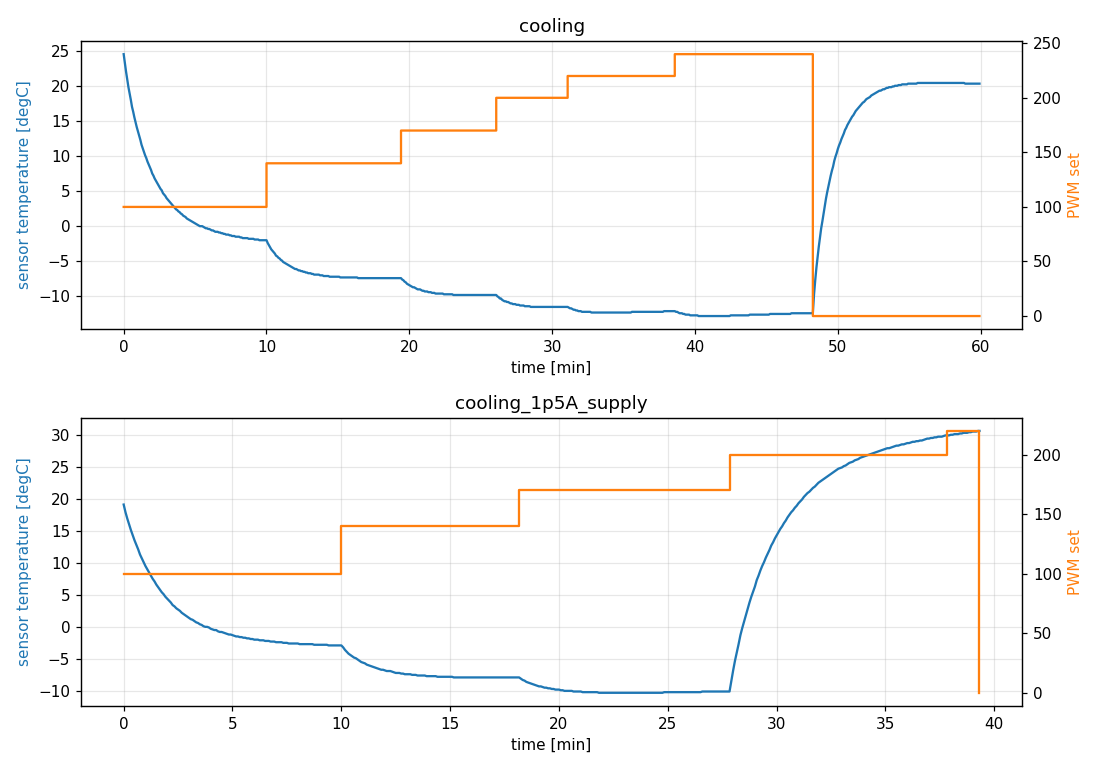 cooling
sensor temperature [degC]
25
20
15
10
5
0
−5
−10
250
200
150
100
50
0
PWM set
0 10 20 30 40 50 60
time [min]
cooling_1p5A_supply
sensor temperature [degC]
30
25
20
15
10
5
0
−5
−10
200
150
100
50
0
PWM set
0 5 10 15 20 25 30 35 40
time [min]